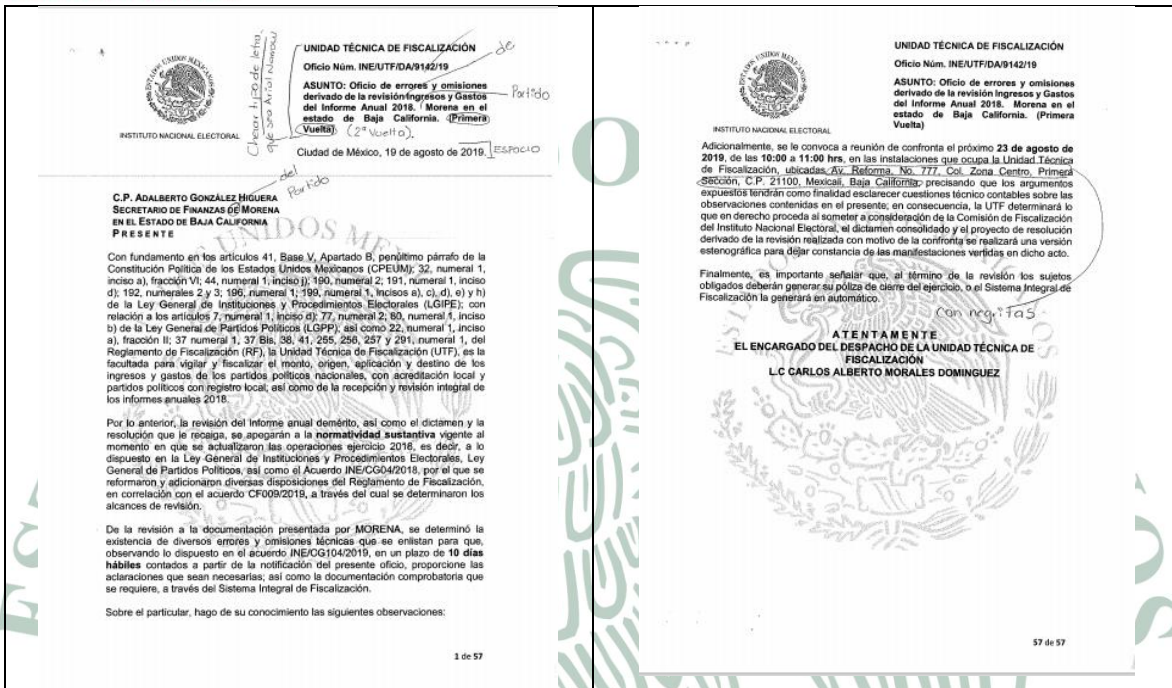 Checar tipo de letra.
que sea Arial Narrow
UNIDAD TÉCNICA DE FISCALIZACIÓN
de
Oficio Núm. INE/UTF/DA/9142/19
ASUNTO: Oficio de errores y omisiones
derivado de la revisión Ingresos y Gastos
del Informe Anual 2018. Morena en el
Partido
estado de Baja California. (Primera
Vuelta) (2ª Vuelta).
INSTITUTO NACIONAL ELECTORAL
Ciudad de México, 19 de agosto de 2019. ESPACIO
del
Partido
C.P. ADALBERTO GONZÁLEZ HIGUERA
SECRETARIO DE FINANZAS DE MORENA
EN EL ESTADO DE BAJA CALIFORNIA
P R E S E N T E
Con fundamento en los artículos 41, Base V, Apartado B, penúltimo párrafo de la
Constitución Política de los Estados Unidos Mexicanos (CPEUM); 32, numeral 1,
inciso a), fracción VI; 44, numeral 1, inciso j); 190, numeral 2; 191, numeral 1, inciso
d); 192, numerales 2 y 3; 196, numeral 1; 199, numeral 1, incisos a), c), d), e) y h)
de la Ley General de Instituciones y Procedimientos Electorales (LGIPE); con
relación a los artículos 7, numeral 1, inciso d); 77, numeral 2; 80, numeral 1, inciso
b) de la Ley General de Partidos Políticos (LGPP); así como 22, numeral 1, inciso
a), fracción II; 37 numeral 1, 37 Bis, 38, 41, 255, 256, 257 y 291, numeral 1, del
Reglamento de Fiscalización (RF), la Unidad Técnica de Fiscalización (UTF), es la
facultada para vigilar y fiscalizar el monto, origen, aplicación y destino de los
ingresos y gastos de los partidos políticos nacionales, con acreditación local y
partidos políticos con registro local; así como de la recepción y revisión integral de
los informes anuales 2018.
Por lo anterior, la revisión del informe anual demérito, así como el dictamen y la
resolución que le recaiga, se apegarán a la normatividad sustantiva vigente al
momento en que se actualizaron las operaciones ejercicio 2018, es decir, a lo
dispuesto en la Ley General de Instituciones y Procedimientos Electorales, Ley
General de Partidos Políticos, así como el Acuerdo INE/CG04/2018, por el que se
reformaron y adicionaron diversas disposiciones del Reglamento de Fiscalización,
en correlación con el acuerdo CF009/2019, a través del cual se determinaron los
alcances de revisión.
De la revisión a la documentación presentada por MORENA, se determinó la
existencia de diversos errores y omisiones técnicas que se enlistan para que,
observando lo dispuesto en el acuerdo INE/CG104/2019, en un plazo de 10 días
hábiles contados a partir de la notificación del presente oficio, proporcione las
aclaraciones que sean necesarias; así como la documentación comprobatoria que
se requiere, a través del Sistema Integral de Fiscalización.
Sobre el particular, hago de su conocimiento las siguientes observaciones:
1 de 57
UNIDAD TÉCNICA DE FISCALIZACIÓN
Oficio Núm. INE/UTF/DA/9142/19
ASUNTO: Oficio de errores y omisiones
derivado de la revisión Ingresos y Gastos
del Informe Anual 2018. Morena en el
estado de Baja California. (Primera
Vuelta)
INSTITUTO NACIONAL ELECTORAL
Adicionalmente, se le convoca a reunión de confronta el próximo 23 de agosto de
2019, de las 10:00 a 11:00 hrs, en las instalaciones que ocupa la Unidad Técnica
de Fiscalización, ubicadas Av. Reforma. No. 777, Col. Zona Centro, Primera
Sección, C.P. 21100, Mexicali, Baja California, precisando que los argumentos
expuestos tendrán como finalidad esclarecer cuestiones técnico contables sobre las
observaciones contenidas en el presente; en consecuencia, la UTF determinará lo
que en derecho proceda al someter a consideración de la Comisión de Fiscalización
del Instituto Nacional Electoral, el dictamen consolidado y el proyecto de resolución
derivado de la revisión realizada con motivo de la confronta se realizará una versión
estenográfica para dejar constancia de las manifestaciones vertidas en dicho acto.
Finalmente, es importante señalar que, al término de la revisión los sujetos
obligados deberán generar su póliza de cierre del ejercicio, o el Sistema Integral de
Fiscalización la generará en automático.
Con negritas
A T E N T A M E N T E
EL ENCARGADO DEL DESPACHO DE LA UNIDAD TÉCNICA DE
FISCALIZACIÓN
L.C CARLOS ALBERTO MORALES DOMINGUEZ
57 de 57